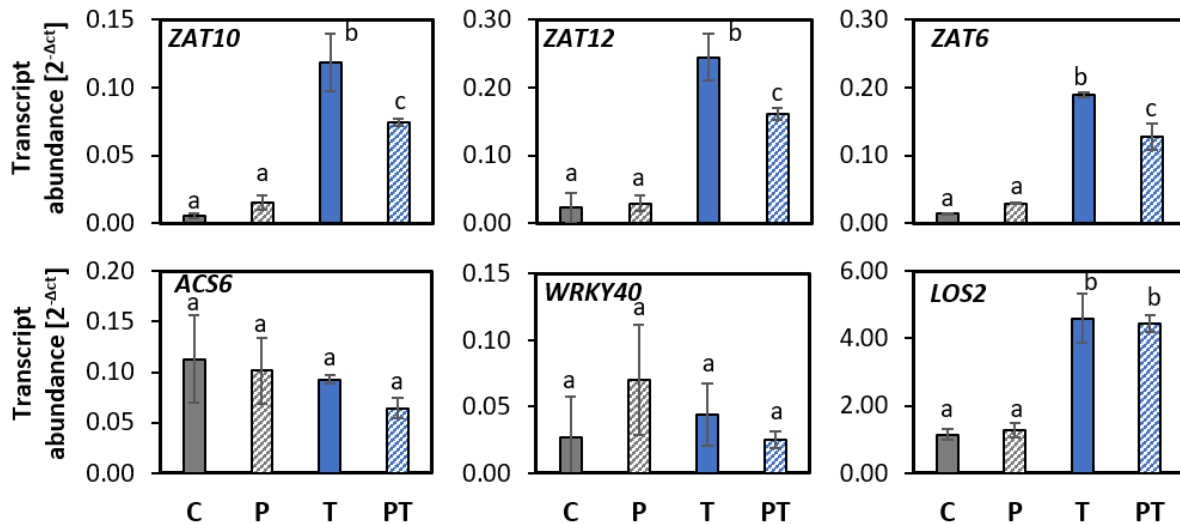 Transcript
abundance [2^-Δct]
0.15
0.10
0.05
0.00
ZAT10
a
a
b
c
0.30
0.20
0.10
0.00
ZAT12
a
a
b
c
0.30
0.20
0.10
0.00
ZAT6
a
a
b
c
Transcript
abundance [2^-Δct]
0.20
0.15
0.10
0.05
0.00
ACS6
a
a
a
a
C P T PT
0.15
0.10
0.05
0.00
WRKY40
a
a
a
a
C P T PT
6.00
4.00
2.00
0.00
LOS2
a
a
b
b
C P T PT